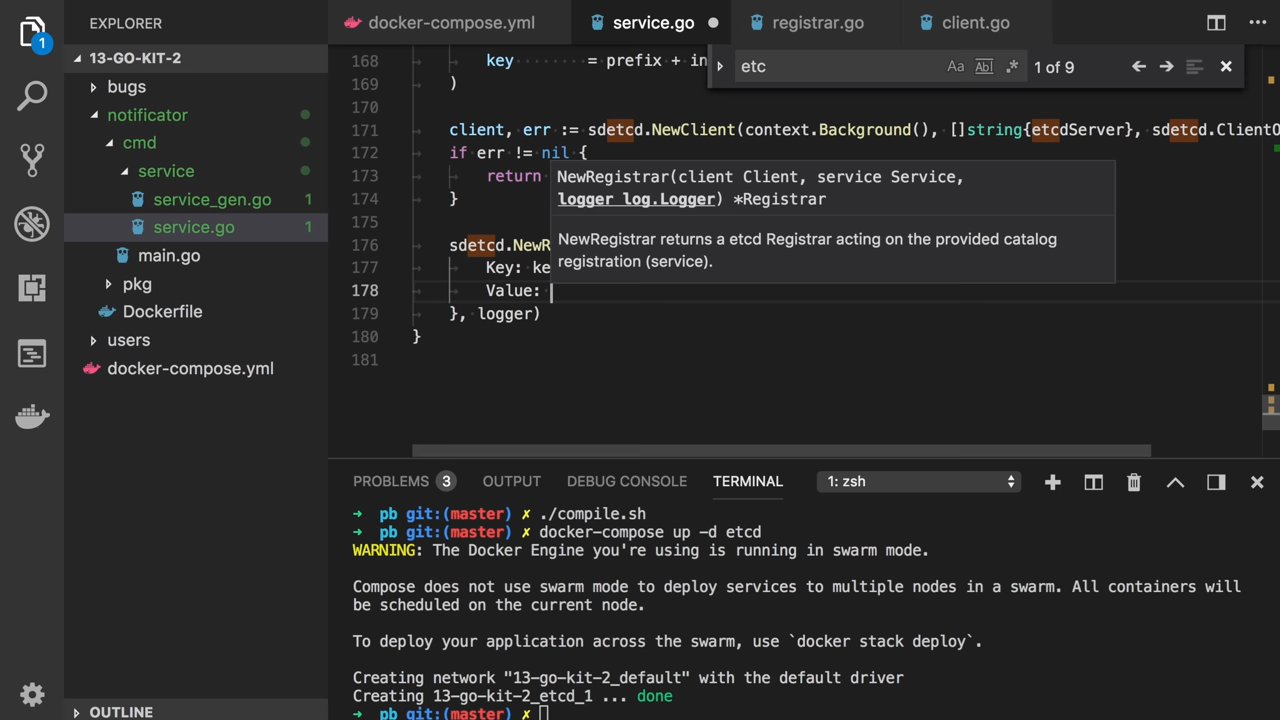 EXPLORER
docker-compose.yml
service.go
registrar.go
client.go
1
13-GO-KIT-2
bugs
notificator
cmd
service
service_gen.go 1
service.go 1
main.go
pkg
Dockerfile
users
docker-compose.yml
OUTLINE
etc
Aa Abl .* 1 of 9
168 key ········= prefix + in
169 )
170
171 client, err := sdetcd.NewClient(context.Background(), []string{etcdServer}, sdetcd.ClientO
172 if err != nil {
173 return
174 }
175
176 sdetcd.NewR
177 Key: ke
178 Value:
179 }, logger)
180 }
181
NewRegistrar(client Client, service Service,
logger log.Logger) *Registrar
NewRegistrar returns a etcd Registrar acting on the provided catalog
registration (service).
PROBLEMS 3 OUTPUT DEBUG CONSOLE TERMINAL 1: zsh
➜ pb git:(master) ✗ ./compile.sh
➜ pb git:(master) ✗ docker-compose up -d etcd
WARNING: The Docker Engine you're using is running in swarm mode.
Compose does not use swarm mode to deploy services to multiple nodes in a swarm. All containers will
be scheduled on the current node.
To deploy your application across the swarm, use `docker stack deploy`.
Creating network "13-go-kit-2_default" with the default driver
Creating 13-go-kit-2_etcd_1 ... done
➜ pb git:(master) ✗